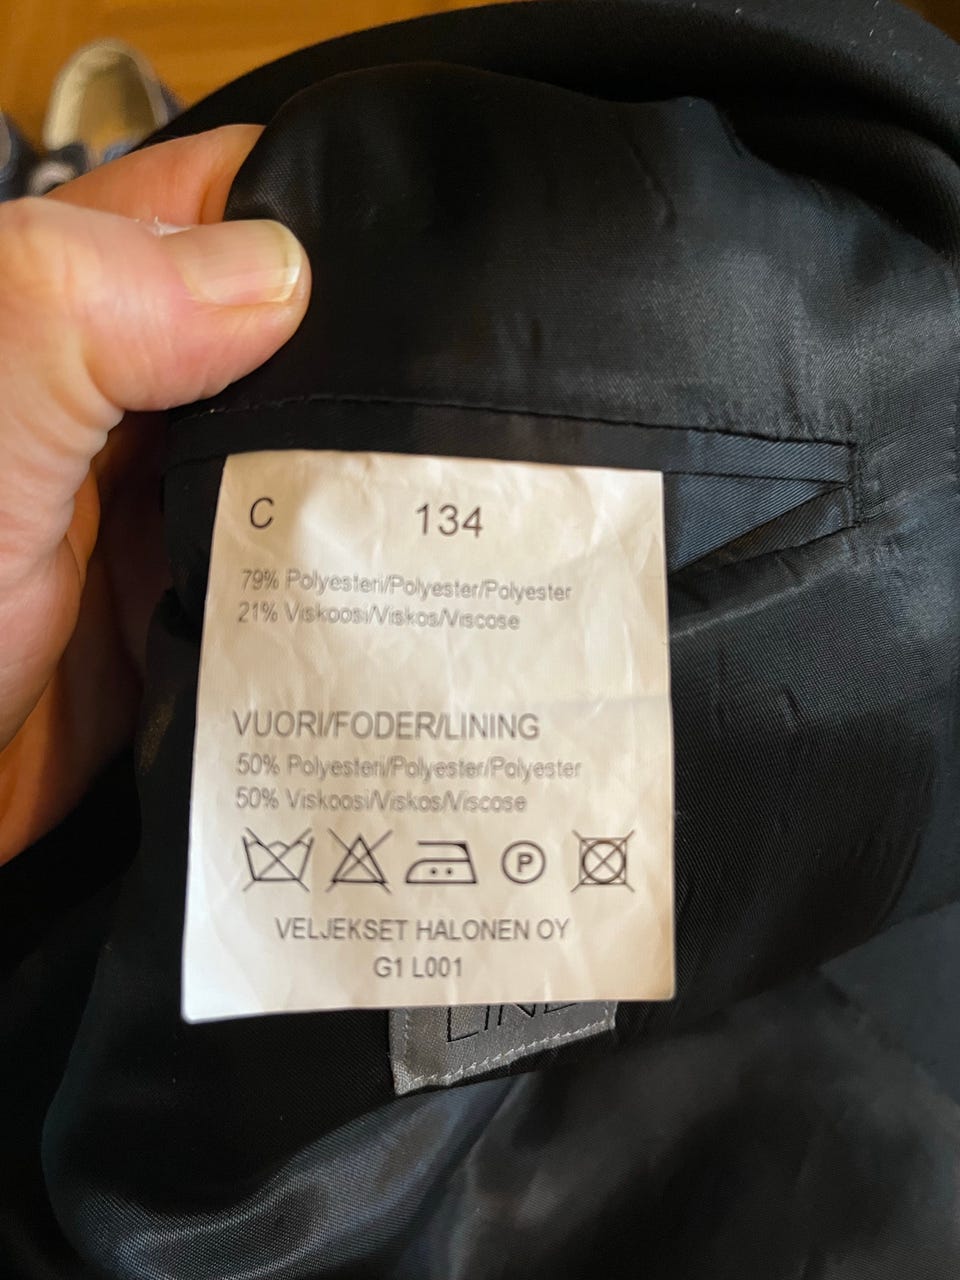 C 134
79% Polyesteri/Polyester/Polyester
21% Viskoosi/Viskos/Viscose
VUORI/FODER/LINING
50% Polyesteri/Polyester/Polyester
50% Viskoosi/Viskos/Viscose
P
VELJEKSET HALONEN OY
G1 L001
LINE